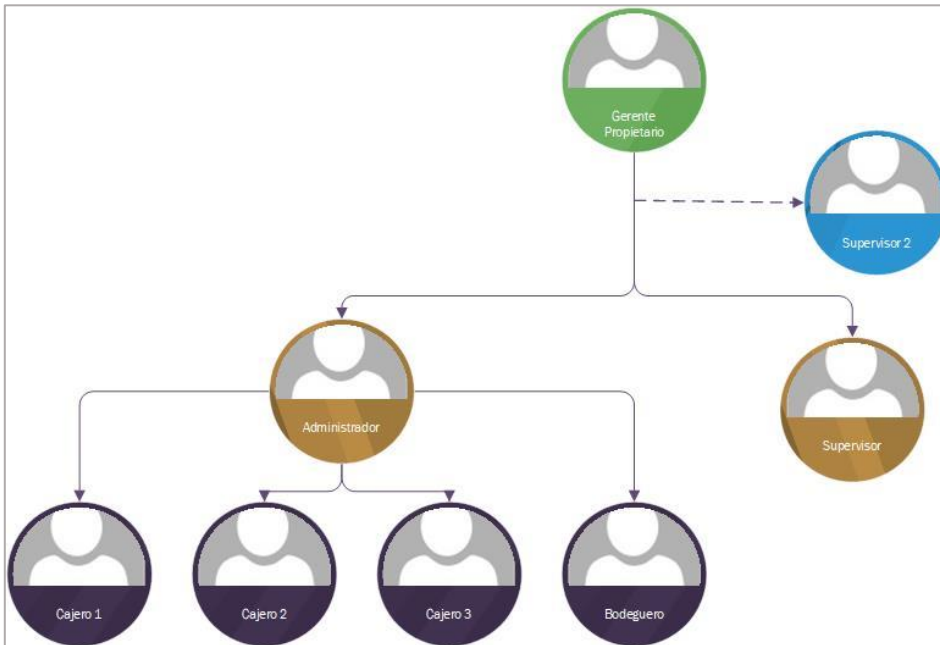 Gerente
Propietario
Supervisor 2
Administrador
Supervisor
Cajero 1
Cajero 2
Cajero 3
Bodeguero